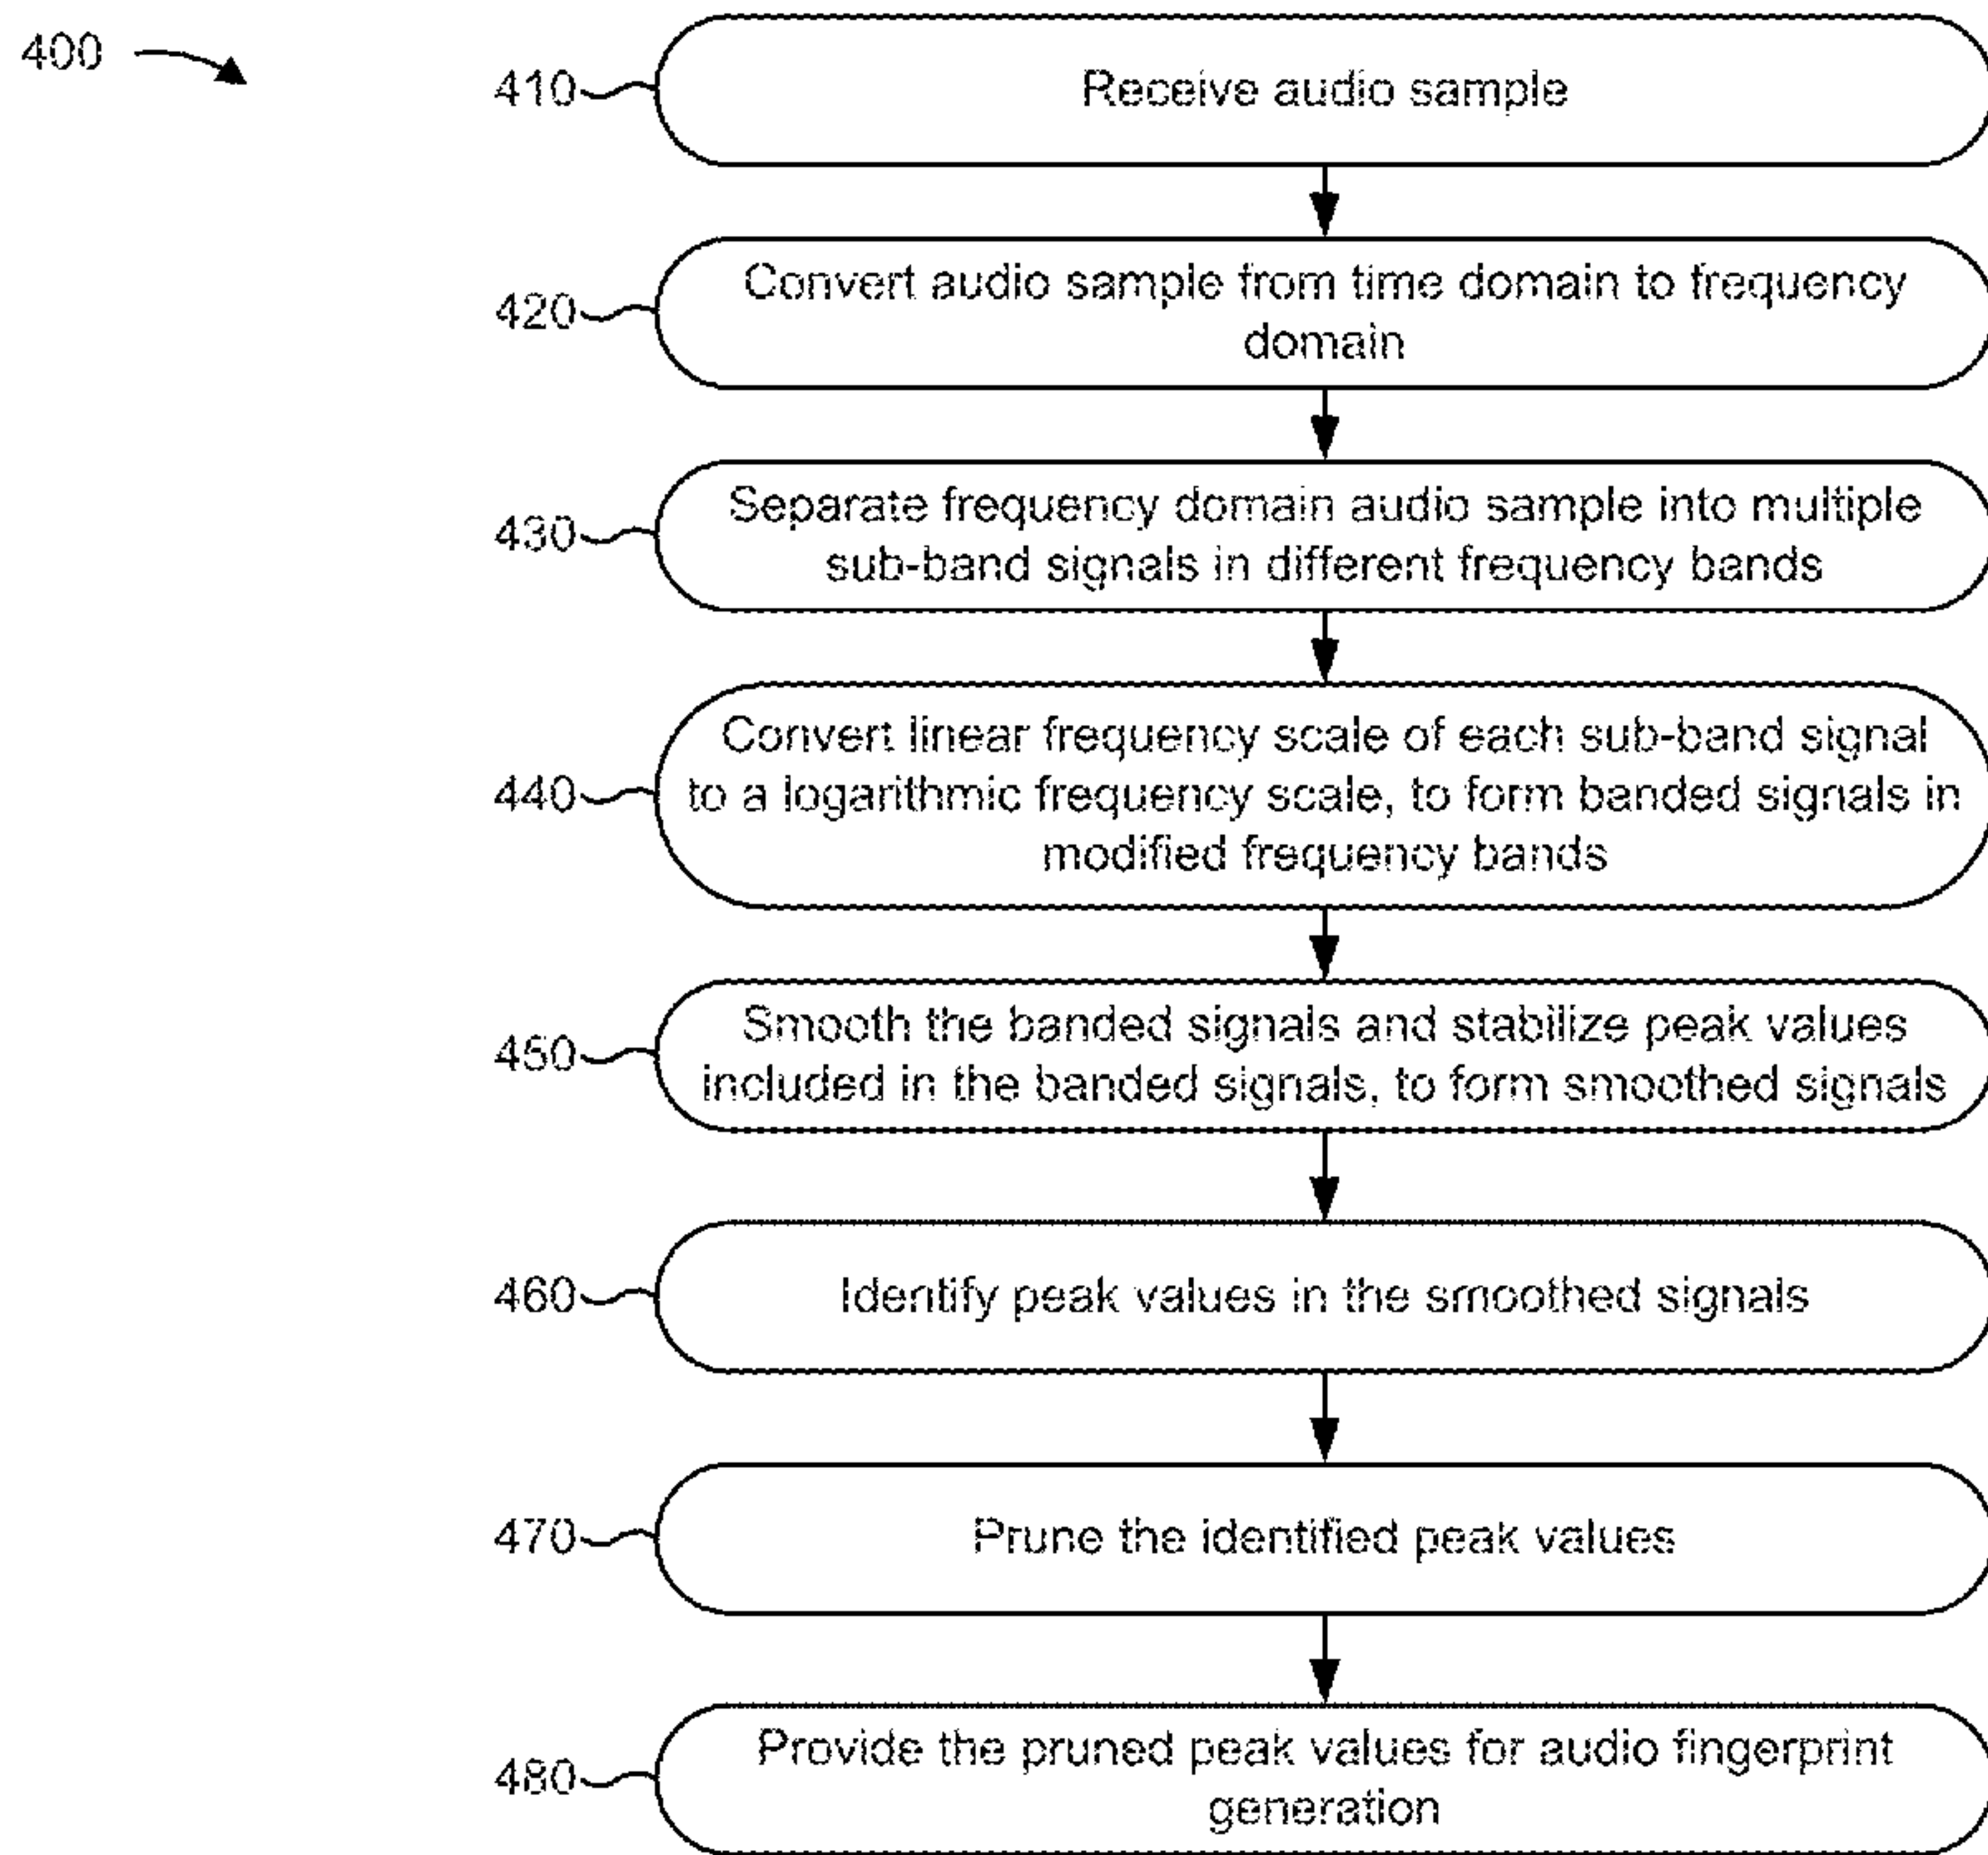 400
410
Receive audio sample
420
Convert audio sample from time domain to frequency
domain
430
Separate frequency domain audio sample into multiple
sub-band signals in different frequency bands
440
Convert linear frequency scale of each sub-band signal
to a logarithmic frequency scale, to form banded signals in
modified frequency bands
450
Smooth the banded signals and stabilize peak values
included in the banded signals, to form smoothed signals
460
Identify peak values in the smoothed signals
470
Prune the identified peak values
480
Provide the pruned peak values for audio fingerprint
generation